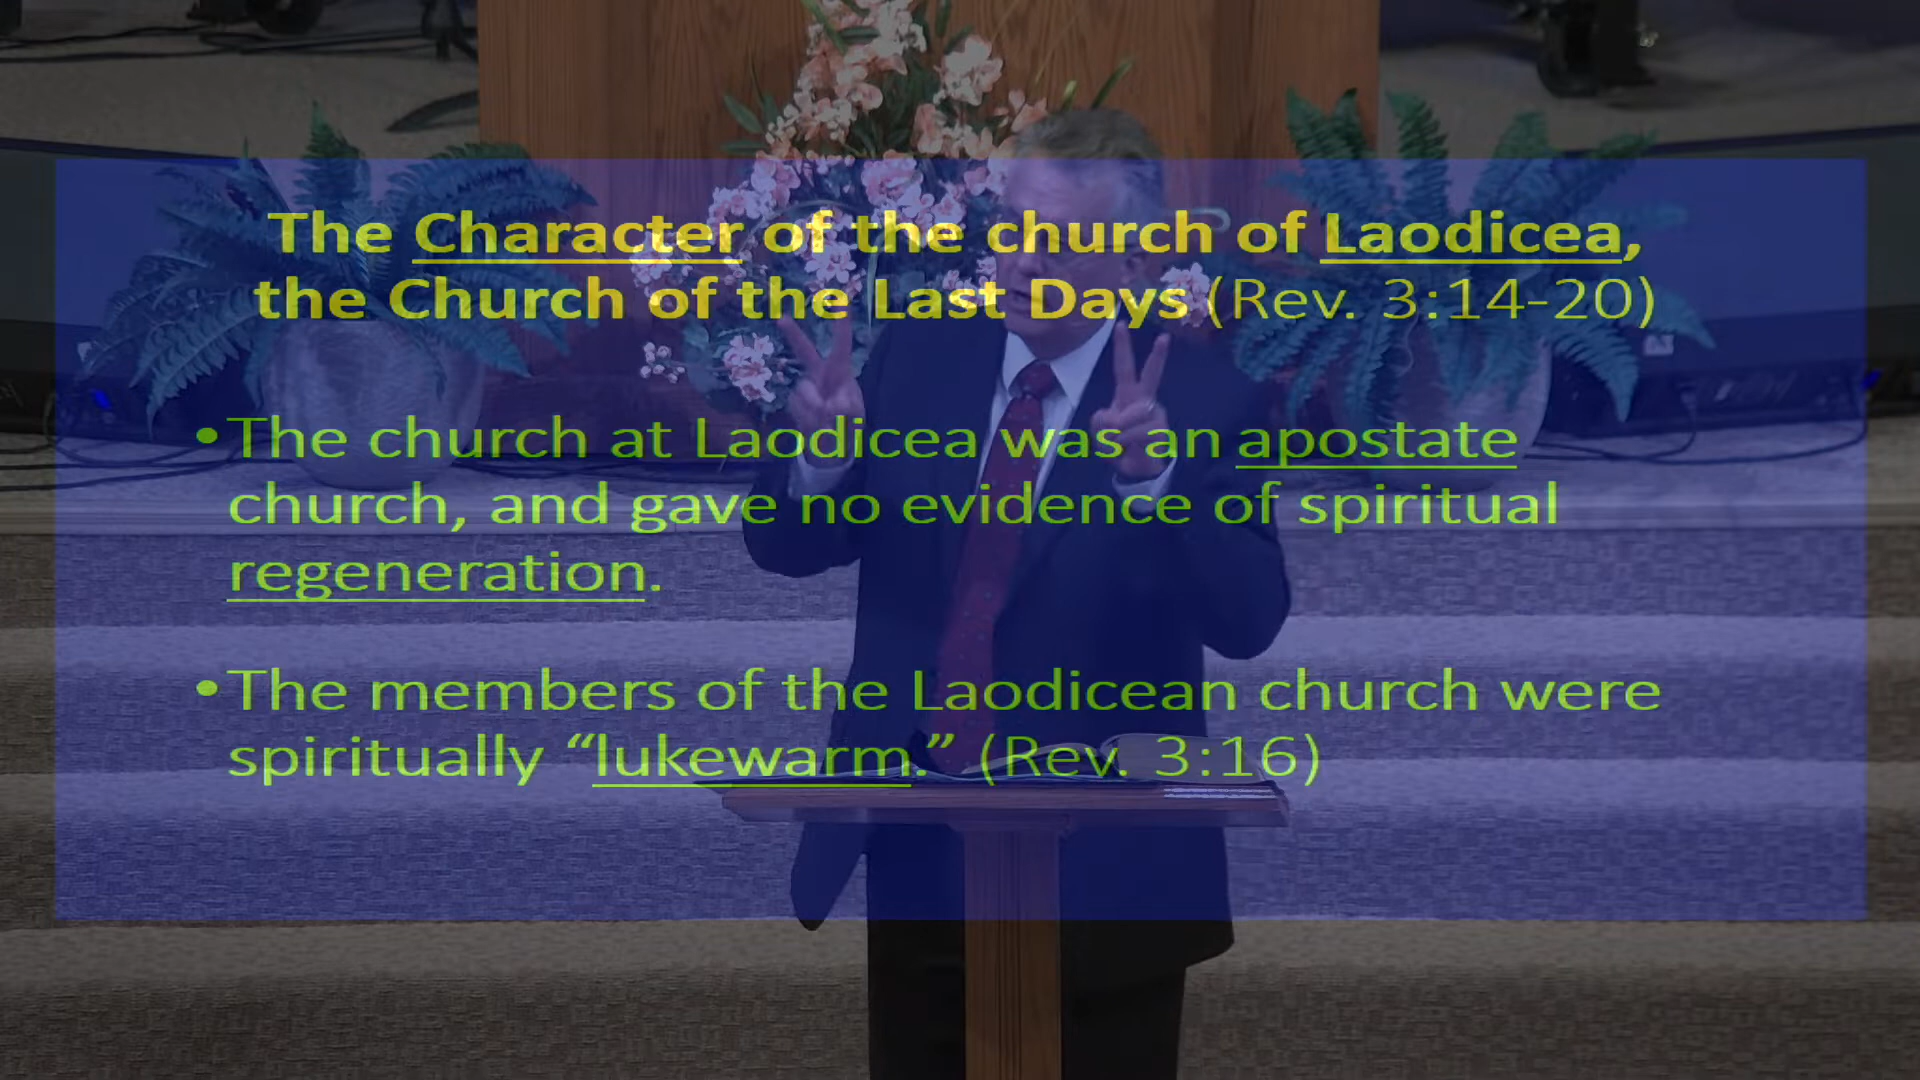 The Character of the church of Laodicea,
the Church of the Last Days (Rev. 3:14-20)
•The church at Laodicea was an apostate
church, and gave no evidence of spiritual
regeneration.
•The members of the Laodicean church were
spiritually “lukewarm.” (Rev. 3:16)